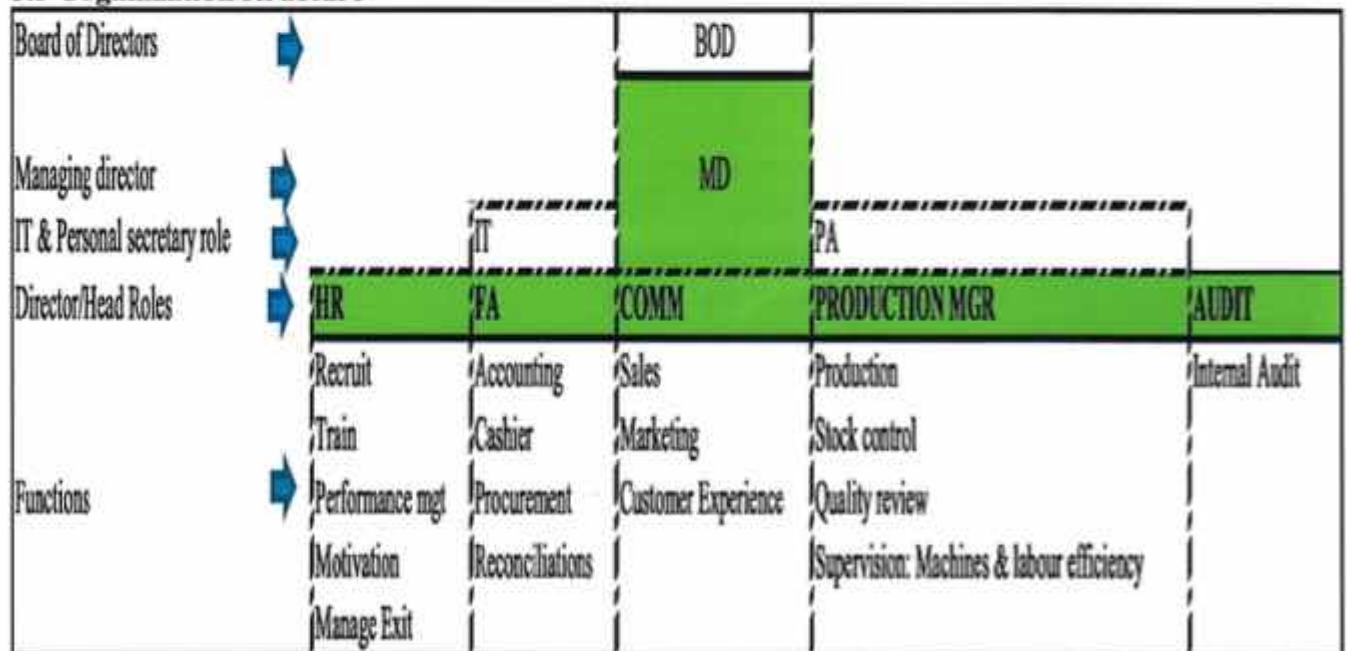 Board of Directors BOD
Managing director MD
IT & Personal secretary role IT PA
Director/Head Roles HR FA COMM PRODUCTION MGR AUDIT
Recruit Accounting Sales Production Internal Audit
Train Cashier Marketing Stock control
Functions Performance mgt Procurement Customer Experience Quality review
Motivation Reconciliations Supervision: Machines & labour efficiency
Manage Exit